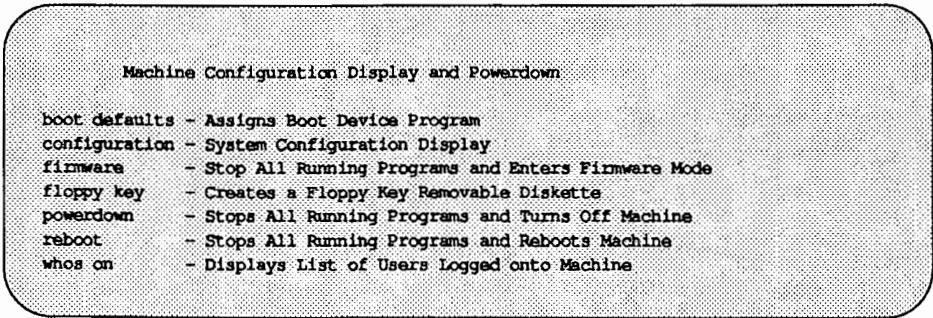 Machine Configuration Display and Powerdown
boot defaults - Assigns Boot Device Program
configuration - System Configuration Display
firmware - Stop All Running Programs and Enters Firmware Mode
floppy key - Creates a Floppy Key Removable Diskette
powerdown - Stops All Running Programs and Turns Off Machine
reboot - Stops All Running Programs and Reboots Machine
whos on - Displays List of Users Logged onto Machine